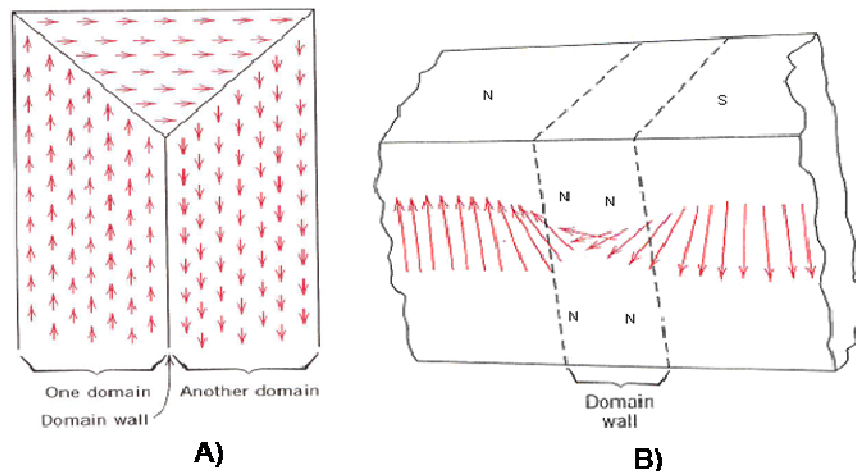 One domain Another domain
Domain wall
A)
N
S
N N
N N
Domain
wall
B)